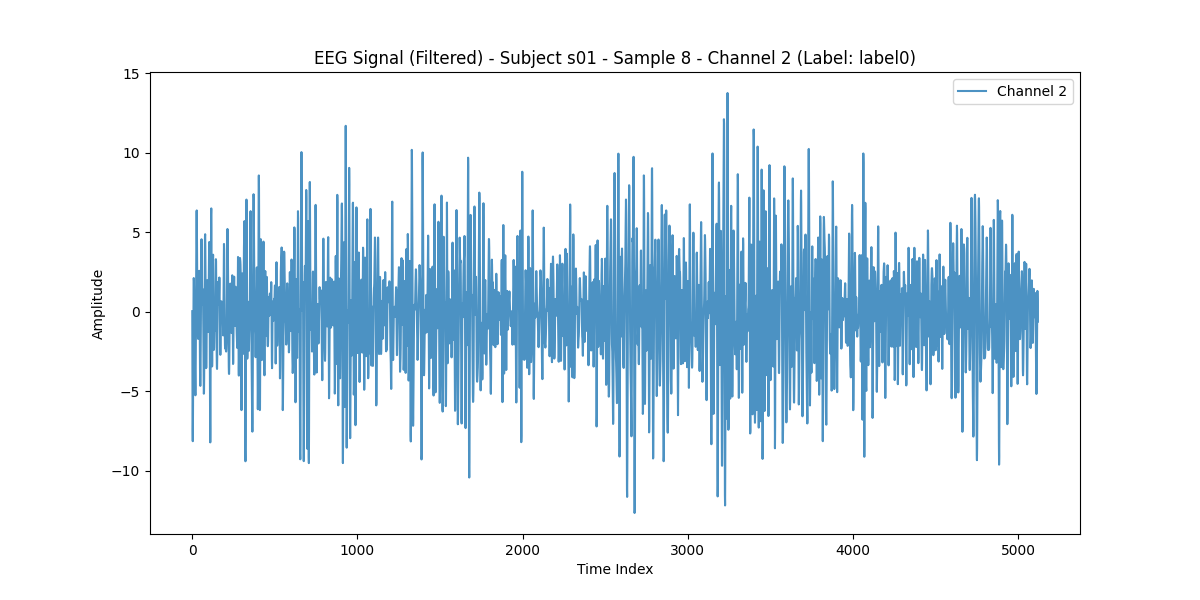 EEG Signal (Filtered) - Subject s01 - Sample 8 - Channel 2 (Label: label0)
Channel 2
Amplitude
15
10
5
0
−5
−10
0 1000 2000 3000 4000 5000
Time Index